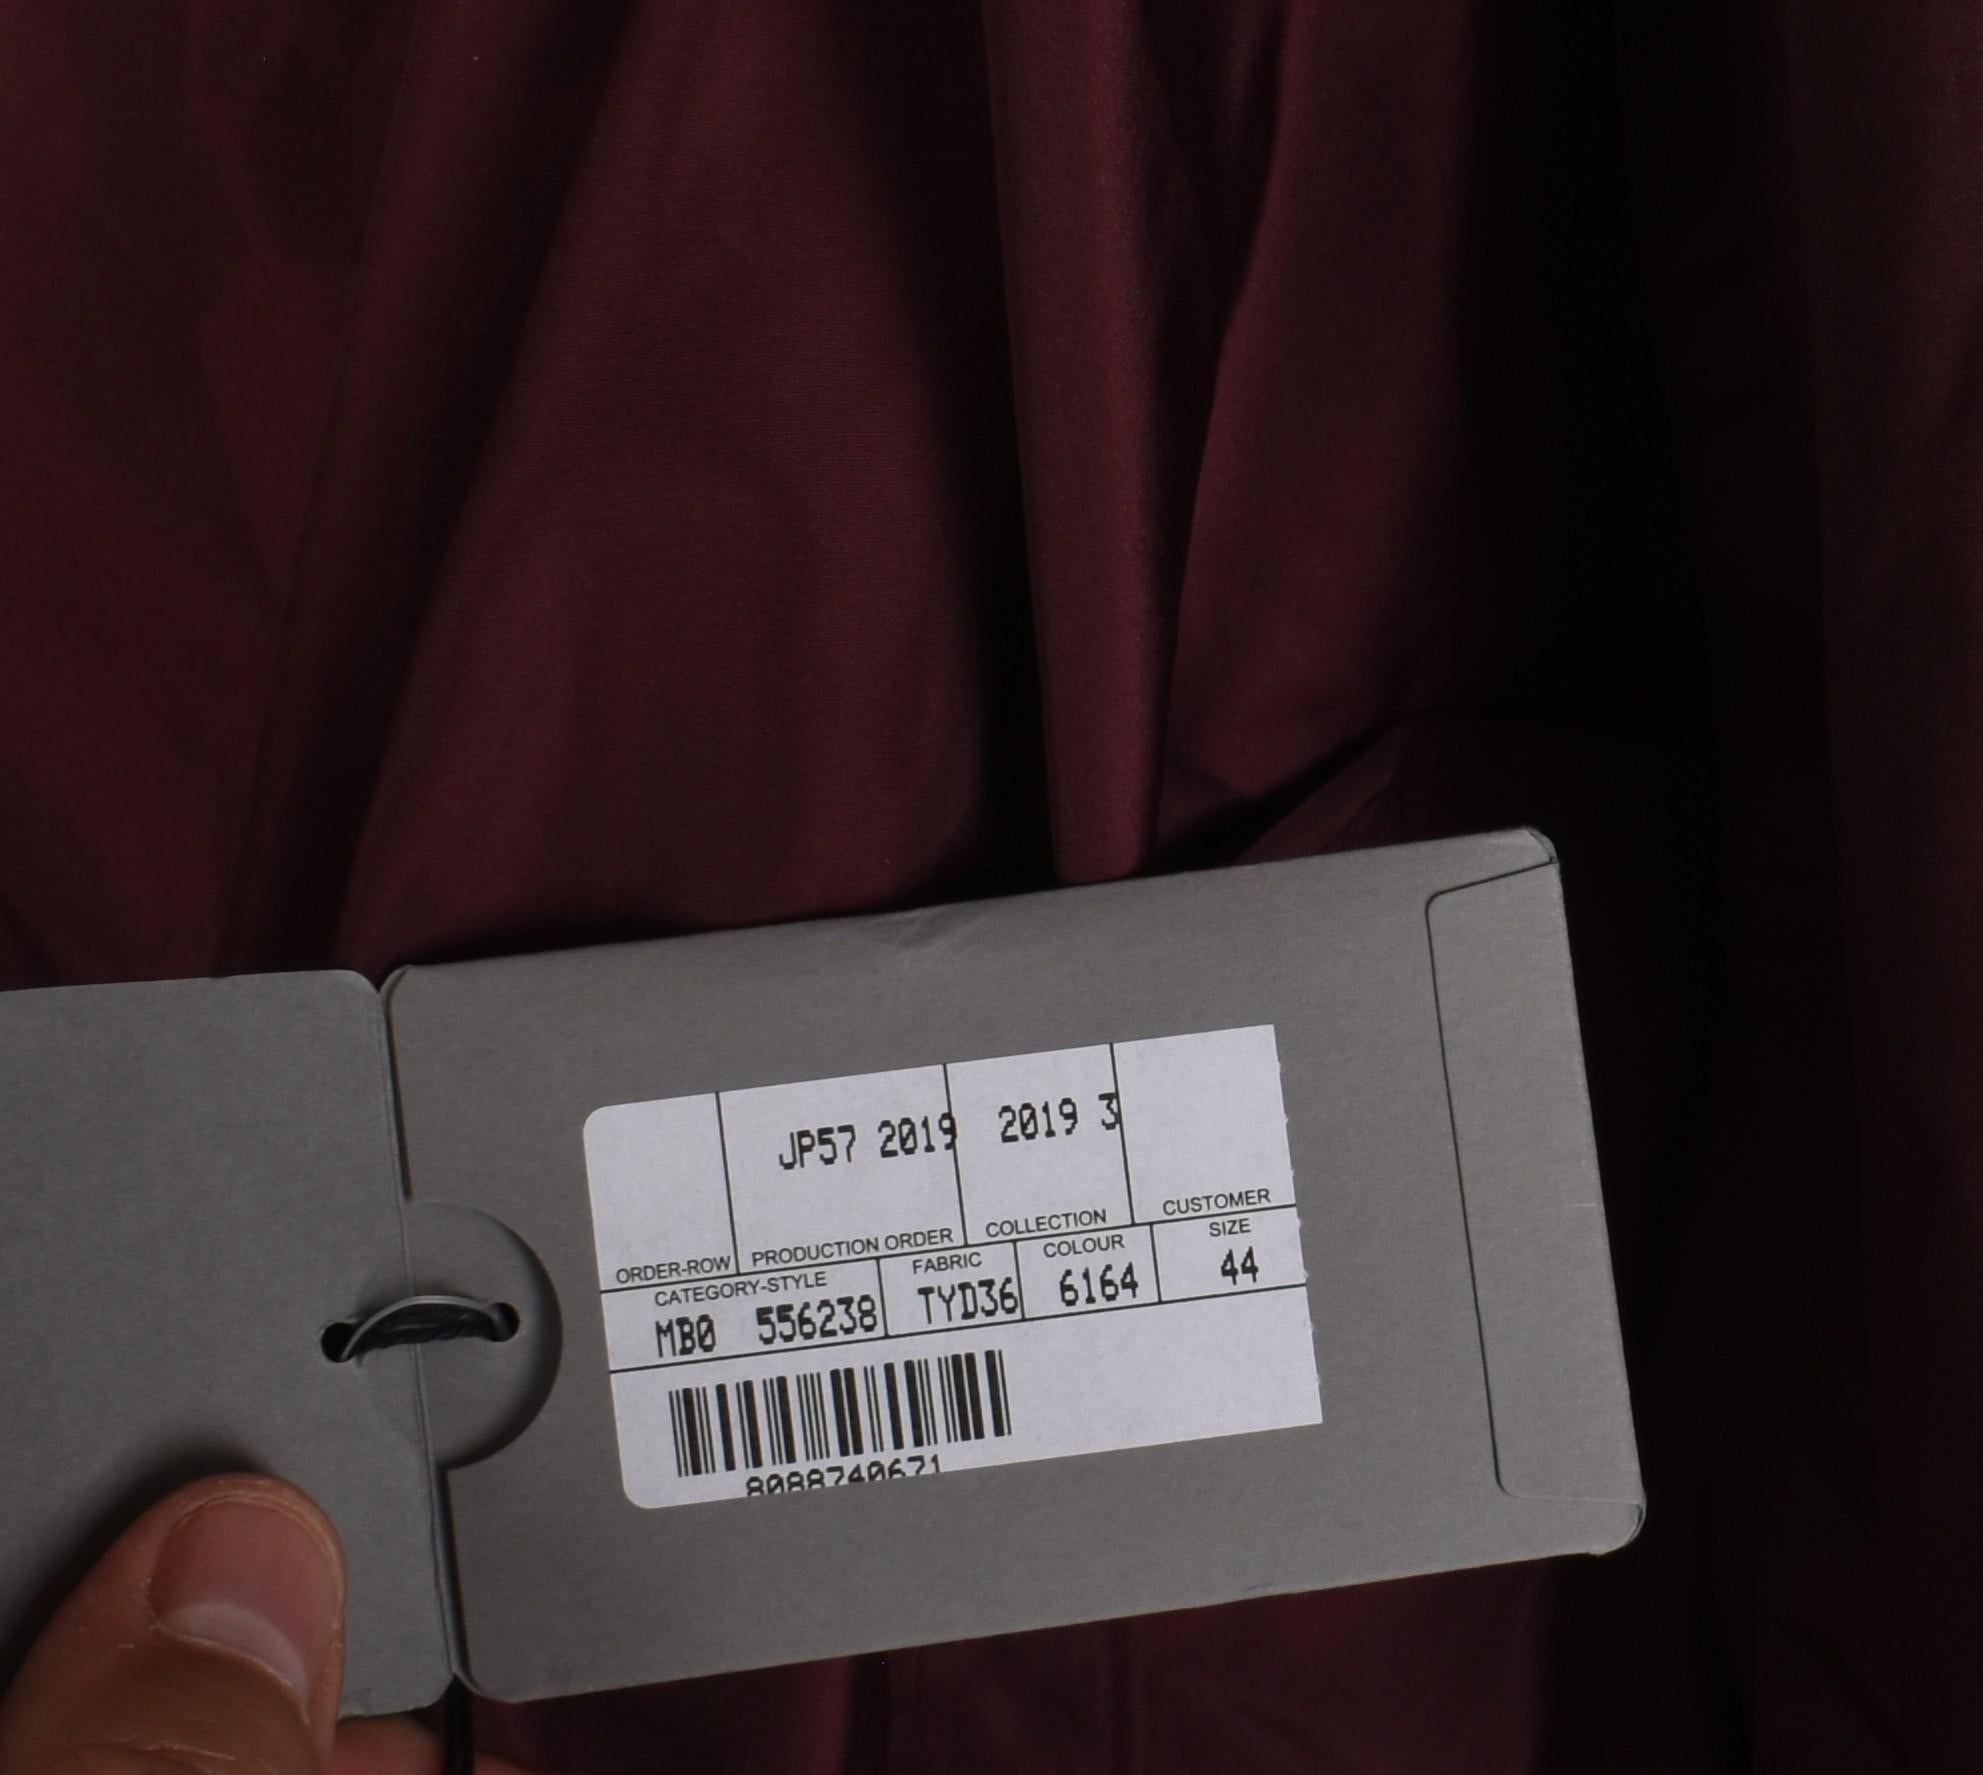 JP57 2019 2019 3
ORDER-ROW PRODUCTION ORDER COLLECTION CUSTOMER
CATEGORY-STYLE FABRIC COLOUR SIZE
MB0 556238 TYD36 6164 44
8088740671